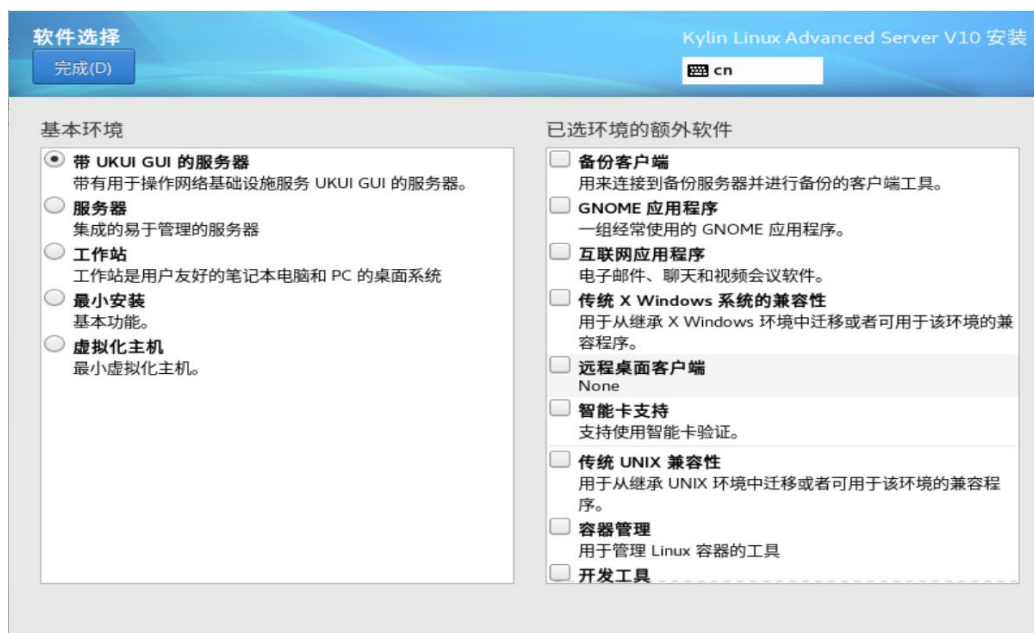 软件选择
完成(D)
Kylin Linux Advanced Server V10 安装
cn
基本环境
带 UKUI GUI 的服务器
带有用于操作网络基础设施服务 UKUI GUI 的服务器。
服务器
集成的易于管理的服务器
工作站
工作站是用户友好的笔记本电脑和 PC 的桌面系统
最小安装
基本功能。
虚拟化主机
最小虚拟化主机。
已选环境的额外软件
备份客户端
用来连接到备份服务器并进行备份的客户端工具。
GNOME 应用程序
一组经常使用的 GNOME 应用程序。
互联网应用程序
电子邮件、聊天和视频会议软件。
传统 X Windows 系统的兼容性
用于从继承 X Windows 环境中迁移或者可用于该环境的兼
容程序。
远程桌面客户端
None
智能卡支持
支持使用智能卡验证。
传统 UNIX 兼容性
用于从继承 UNIX 环境中迁移或者可用于该环境的兼容程
序。
容器管理
用于管理 Linux 容器的工具
开发工具